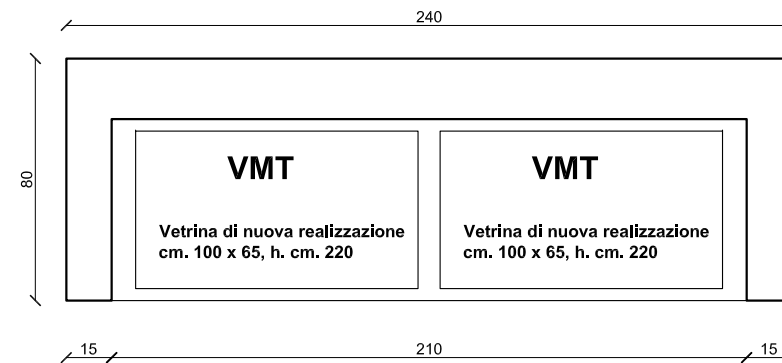 240
80
VMT
Vetrina di nuova realizzazione
cm. 100 x 65, h. cm. 220
VMT
Vetrina di nuova realizzazione
cm. 100 x 65, h. cm. 220
15
210
15